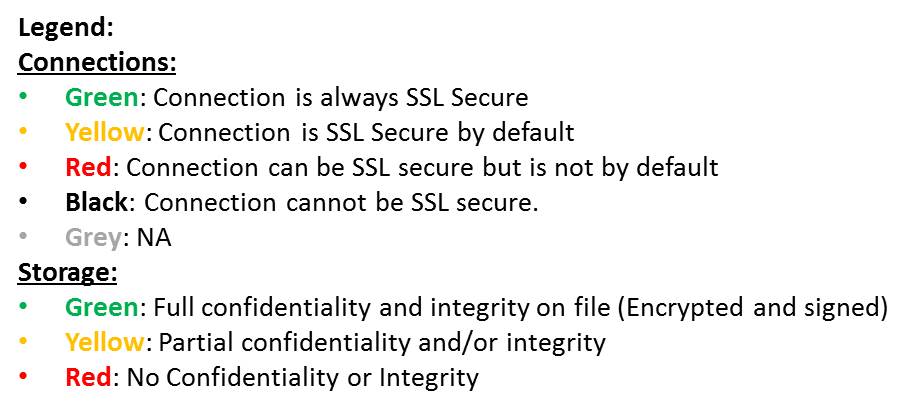 Legend:
Connections:
• Green: Connection is always SSL Secure
• Yellow: Connection is SSL Secure by default
• Red: Connection can be SSL secure but is not by default
• Black: Connection cannot be SSL secure.
• Grey: NA
Storage:
• Green: Full confidentiality and integrity on file (Encrypted and signed)
• Yellow: Partial confidentiality and/or integrity
• Red: No Confidentiality or Integrity